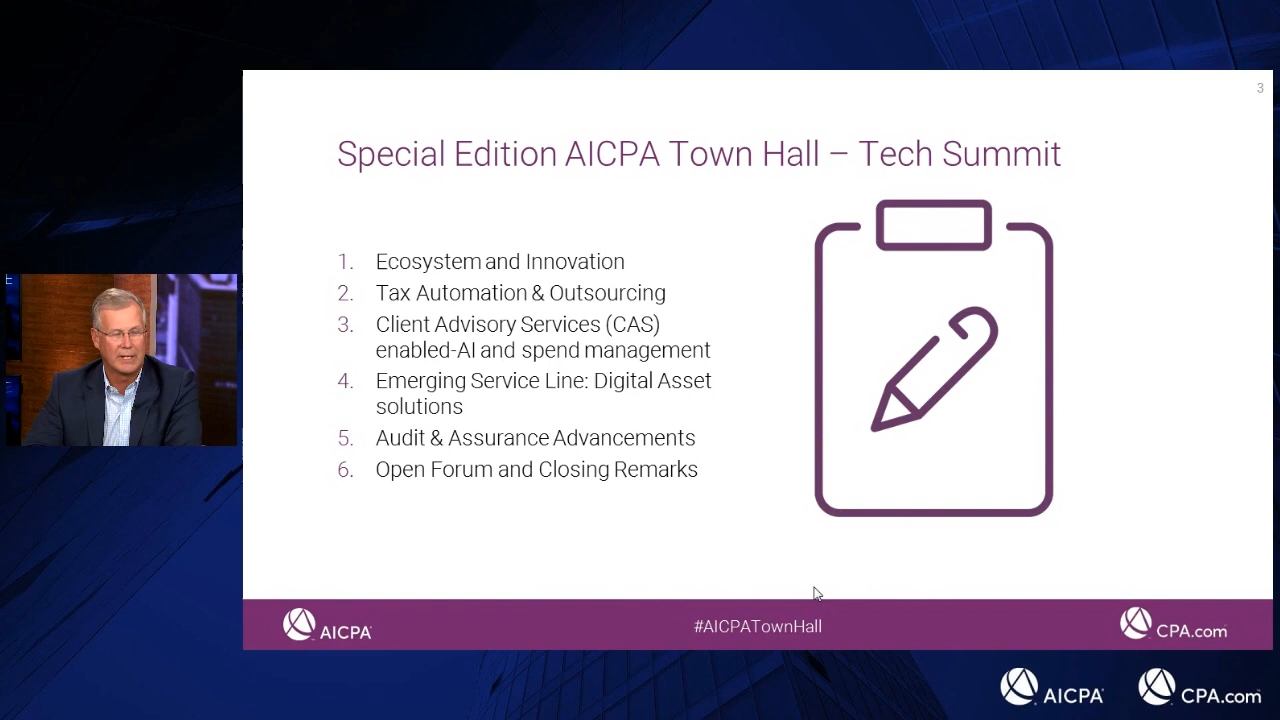 3
Special Edition AICPA Town Hall – Tech Summit
1. Ecosystem and Innovation
2. Tax Automation & Outsourcing
3. Client Advisory Services (CAS)
enabled-AI and spend management
4. Emerging Service Line: Digital Asset
solutions
5. Audit & Assurance Advancements
6. Open Forum and Closing Remarks
AICPA
#AICPATownHall
CPA.com
AICPA
CPA.com